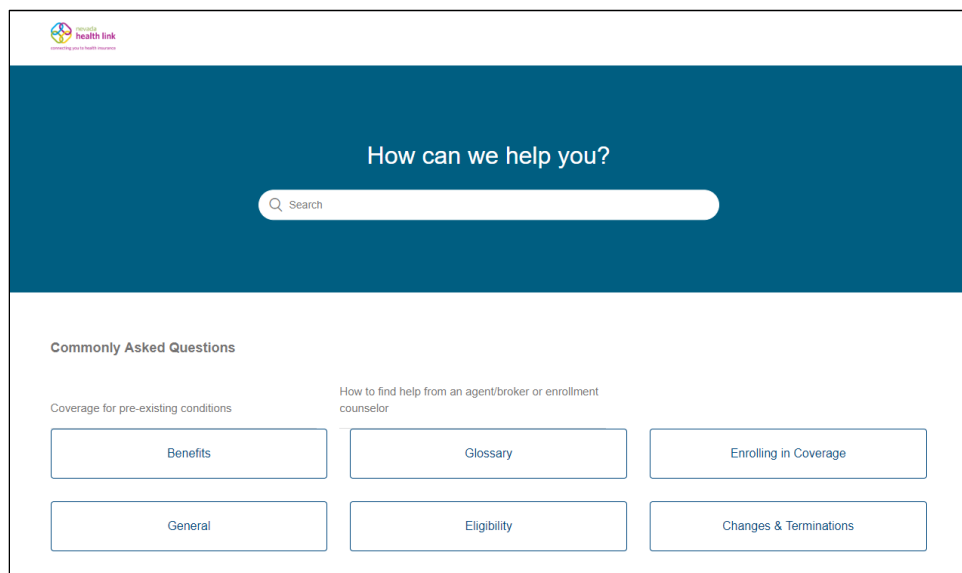 nevada
health link
connecting you to health insurance
How can we help you?
Search
Commonly Asked Questions
Coverage for pre-existing conditions
How to find help from an agent/broker or enrollment
counselor
Benefits
Glossary
Enrolling in Coverage
General
Eligibility
Changes & Terminations